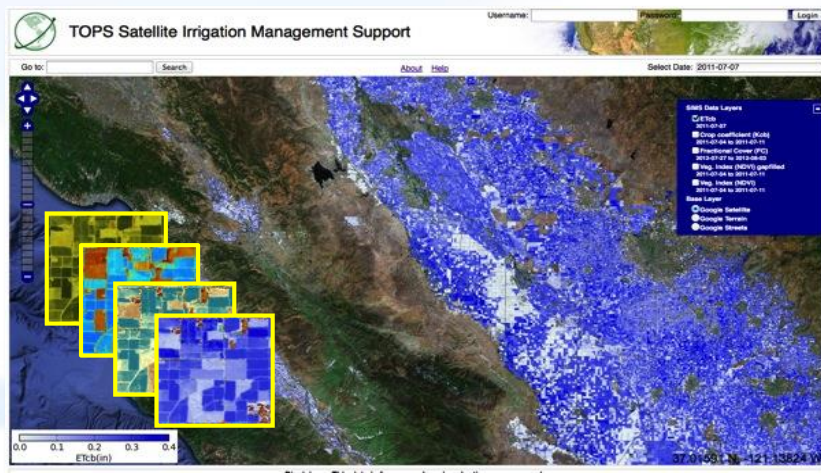 Username: Password: Login
TOPS Satellite Irrigation Management Support
Go to: Search About Help Select Date: 2011-07-07
SIMS Data Layers
ETcb
2011-07-07
Crop coefficient (Kcb)
2011-07-04 to 2011-07-11
Fractional Cover (FC)
Veg. Index (NDVI) gapfilled
2011-07-04 to 2011-07-11
Veg. Index (NDVI)
2011-07-04 to 2011-07-11
Base Layer
Google Satellite
Google Terrain
Google Streets
0.0 0.1 0.2 0.3 0.4
ETcb(in)